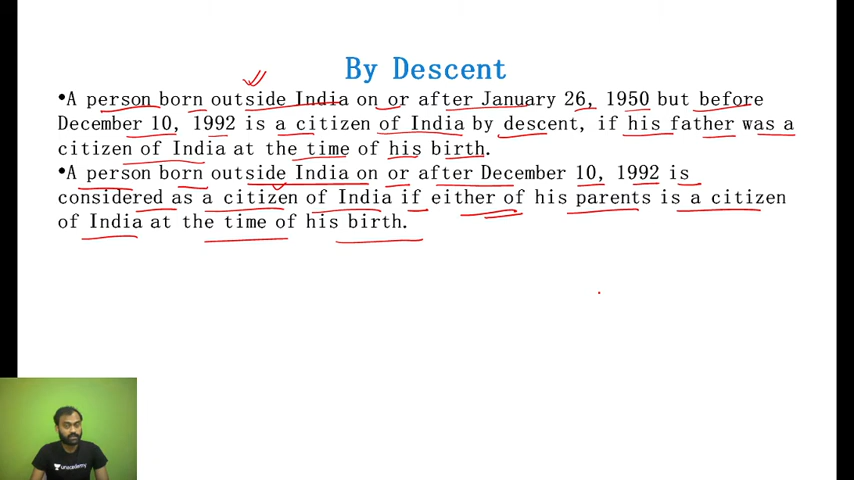 By Descent
•A person born outside India on or after January 26, 1950 but before
December 10, 1992 is a citizen of India by descent, if his father was a
citizen of India at the time of his birth.
•A person born outside India on or after December 10, 1992 is
considered as a citizen of India if either of his parents is a citizen
of India at the time of his birth.
unacademy